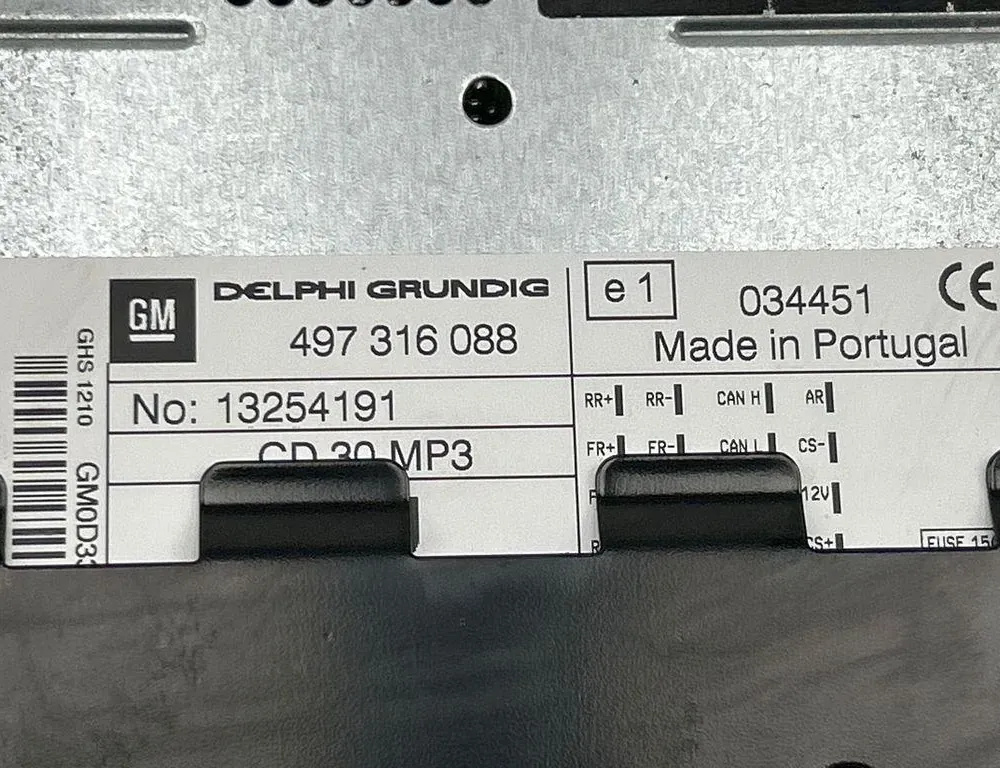 GM
DELPHI GRUNDIG
497 316 088
e 1
034451
CE
Made in Portugal
No: 13254191
CD 30 MP3
GHS 1210
RR+ RR- CAN H AR
FR+ FR- CAN L CS-
12V
CS+
FUSE